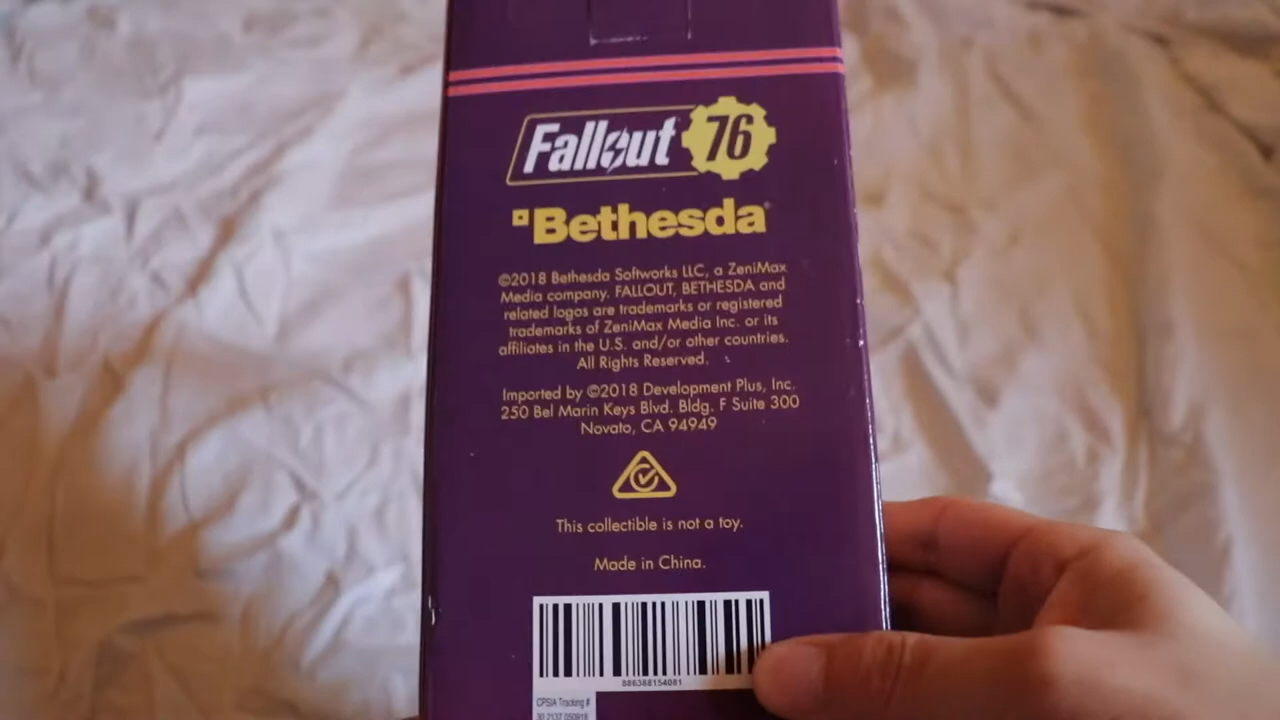 Fallout 76
Bethesda
©2018 Bethesda Softworks LLC, a ZeniMax
Media company. FALLOUT, BETHESDA and
related logos are trademarks or registered
trademarks of ZeniMax Media Inc. or its
affiliates in the U.S. and/or other countries.
All Rights Reserved.
Imported by ©2018 Development Plus, Inc.
250 Bel Marin Keys Blvd. Bldg. F Suite 300
Novato, CA 94949
This collectible is not a toy.
Made in China.
886388154081
CPSIA Tracking #